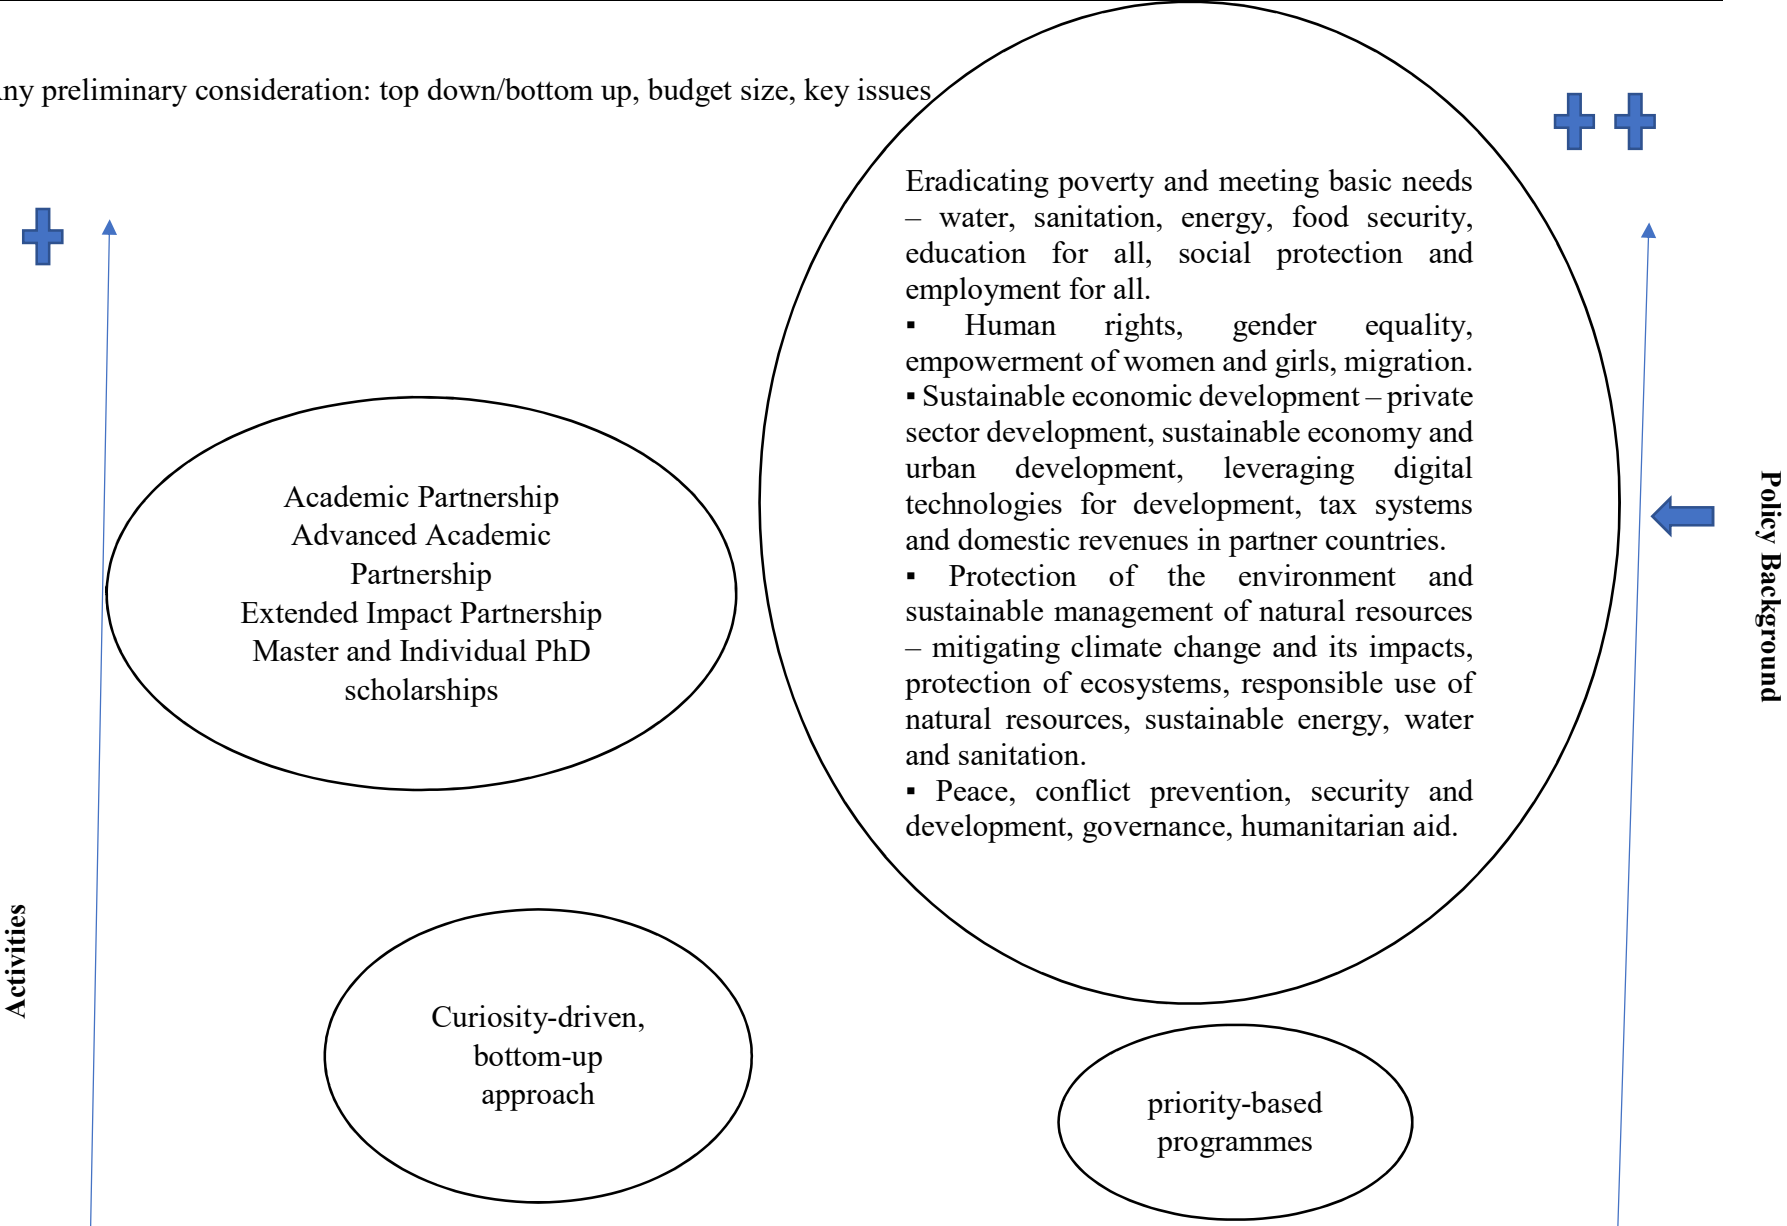 ny preliminary consideration: top down/bottom up, budget size, key issues
Eradicating poverty and meeting basic needs
– water, sanitation, energy, food security,
education for all, social protection and
employment for all.
▪ Human rights, gender equality,
empowerment of women and girls, migration.
▪ Sustainable economic development – private
sector development, sustainable economy and
urban development, leveraging digital
technologies for development, tax systems
and domestic revenues in partner countries.
▪ Protection of the environment and
sustainable management of natural resources
– mitigating climate change and its impacts,
protection of ecosystems, responsible use of
natural resources, sustainable energy, water
and sanitation.
▪ Peace, conflict prevention, security and
development, governance, humanitarian aid.
Academic Partnership
Advanced Academic
Partnership
Extended Impact Partnership
Master and Individual PhD
scholarships
Policy Background
Activities
Curiosity-driven,
bottom-up
approach
priority-based
programmes